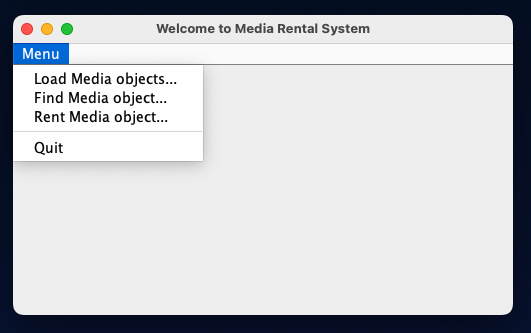 Welcome to Media Rental System
Menu
Load Media objects...
Find Media object...
Rent Media object...
Quit